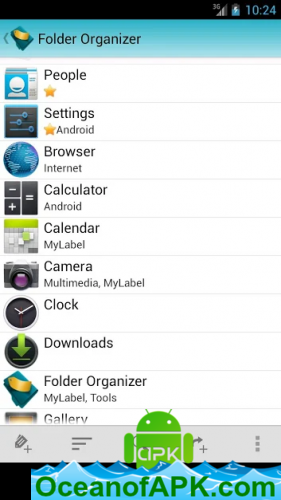 3G 10:24
Folder Organizer
People
Settings
Android
Browser
Internet
Calculator
Android
Calendar
MyLabel
Camera
Multimedia, MyLabel
Clock
Downloads
Folder Organizer
MyLabel, Tools
Gallery
APK
OceanofAPK.com